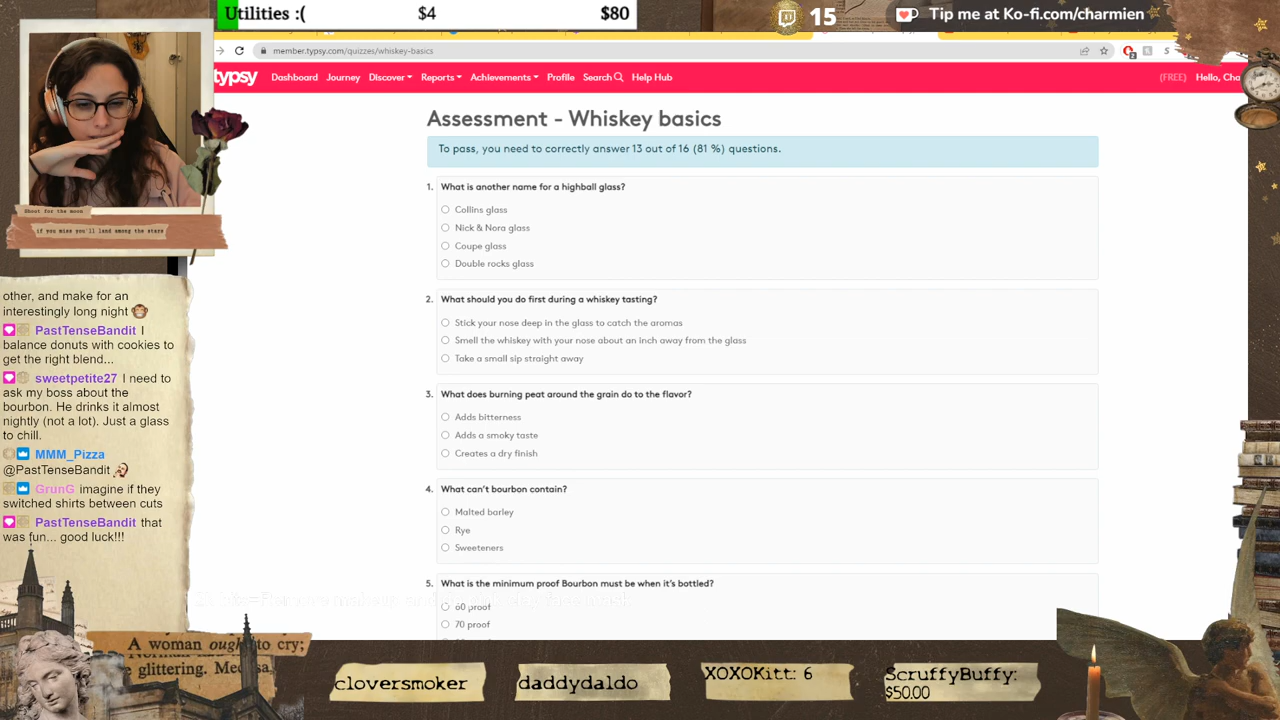 Utilities :(
$4
$80
15
Tip me at Ko-fi.com/charmien
member.typsy.com/quizzes/whiskey-basics
typsy
Dashboard
Journey
Discover
Reports
Achievements
Profile
Search
Help Hub
(FREE)
Hello, Cha
Shoot for the moon
if you miss you'll land among the stars
Assessment - Whiskey basics
To pass, you need to correctly answer 13 out of 16 (81 %) questions.
1. What is another name for a highball glass?
Collins glass
Nick & Nora glass
Coupe glass
Double rocks glass
2. What should you do first during a whiskey tasting?
Stick your nose deep in the glass to catch the aromas
Smell the whiskey with your nose about an inch away from the glass
Take a small sip straight away
3. What does burning peat around the grain do to the flavor?
Adds bitterness
Adds a smoky taste
Creates a dry finish
4. What can't bourbon contain?
Malted barley
Rye
Sweeteners
5. What is the minimum proof Bourbon must be when it's bottled?
60 proof
70 proof
other, and make for an
interestingly long night
PastTenseBandit I
balance donuts with cookies to
get the right blend...
sweetpetite27 I need to
ask my boss about the
bourbon. He drinks it almost
nightly (not a lot). Just a glass
to chill.
MMM_Pizza
@PastTenseBandit
GrunG imagine if they
switched shirts between cuts
PastTenseBandit that
was fun... good luck!!!
A woman ought to cry;
glittering. Medusa,
cloversmoker
daddydaldo
XOXOKitt: 6
ScruffyBuffy:
$50.00